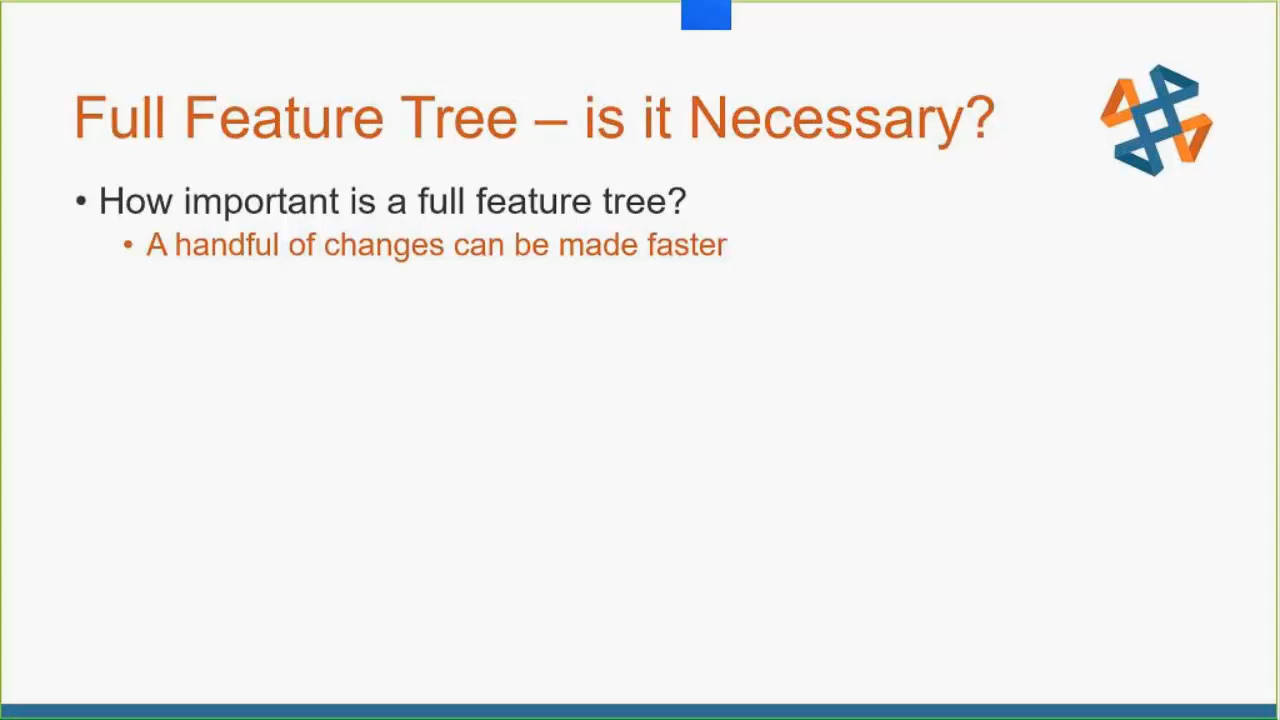 Full Feature Tree – is it Necessary?
• How important is a full feature tree?
• A handful of changes can be made faster